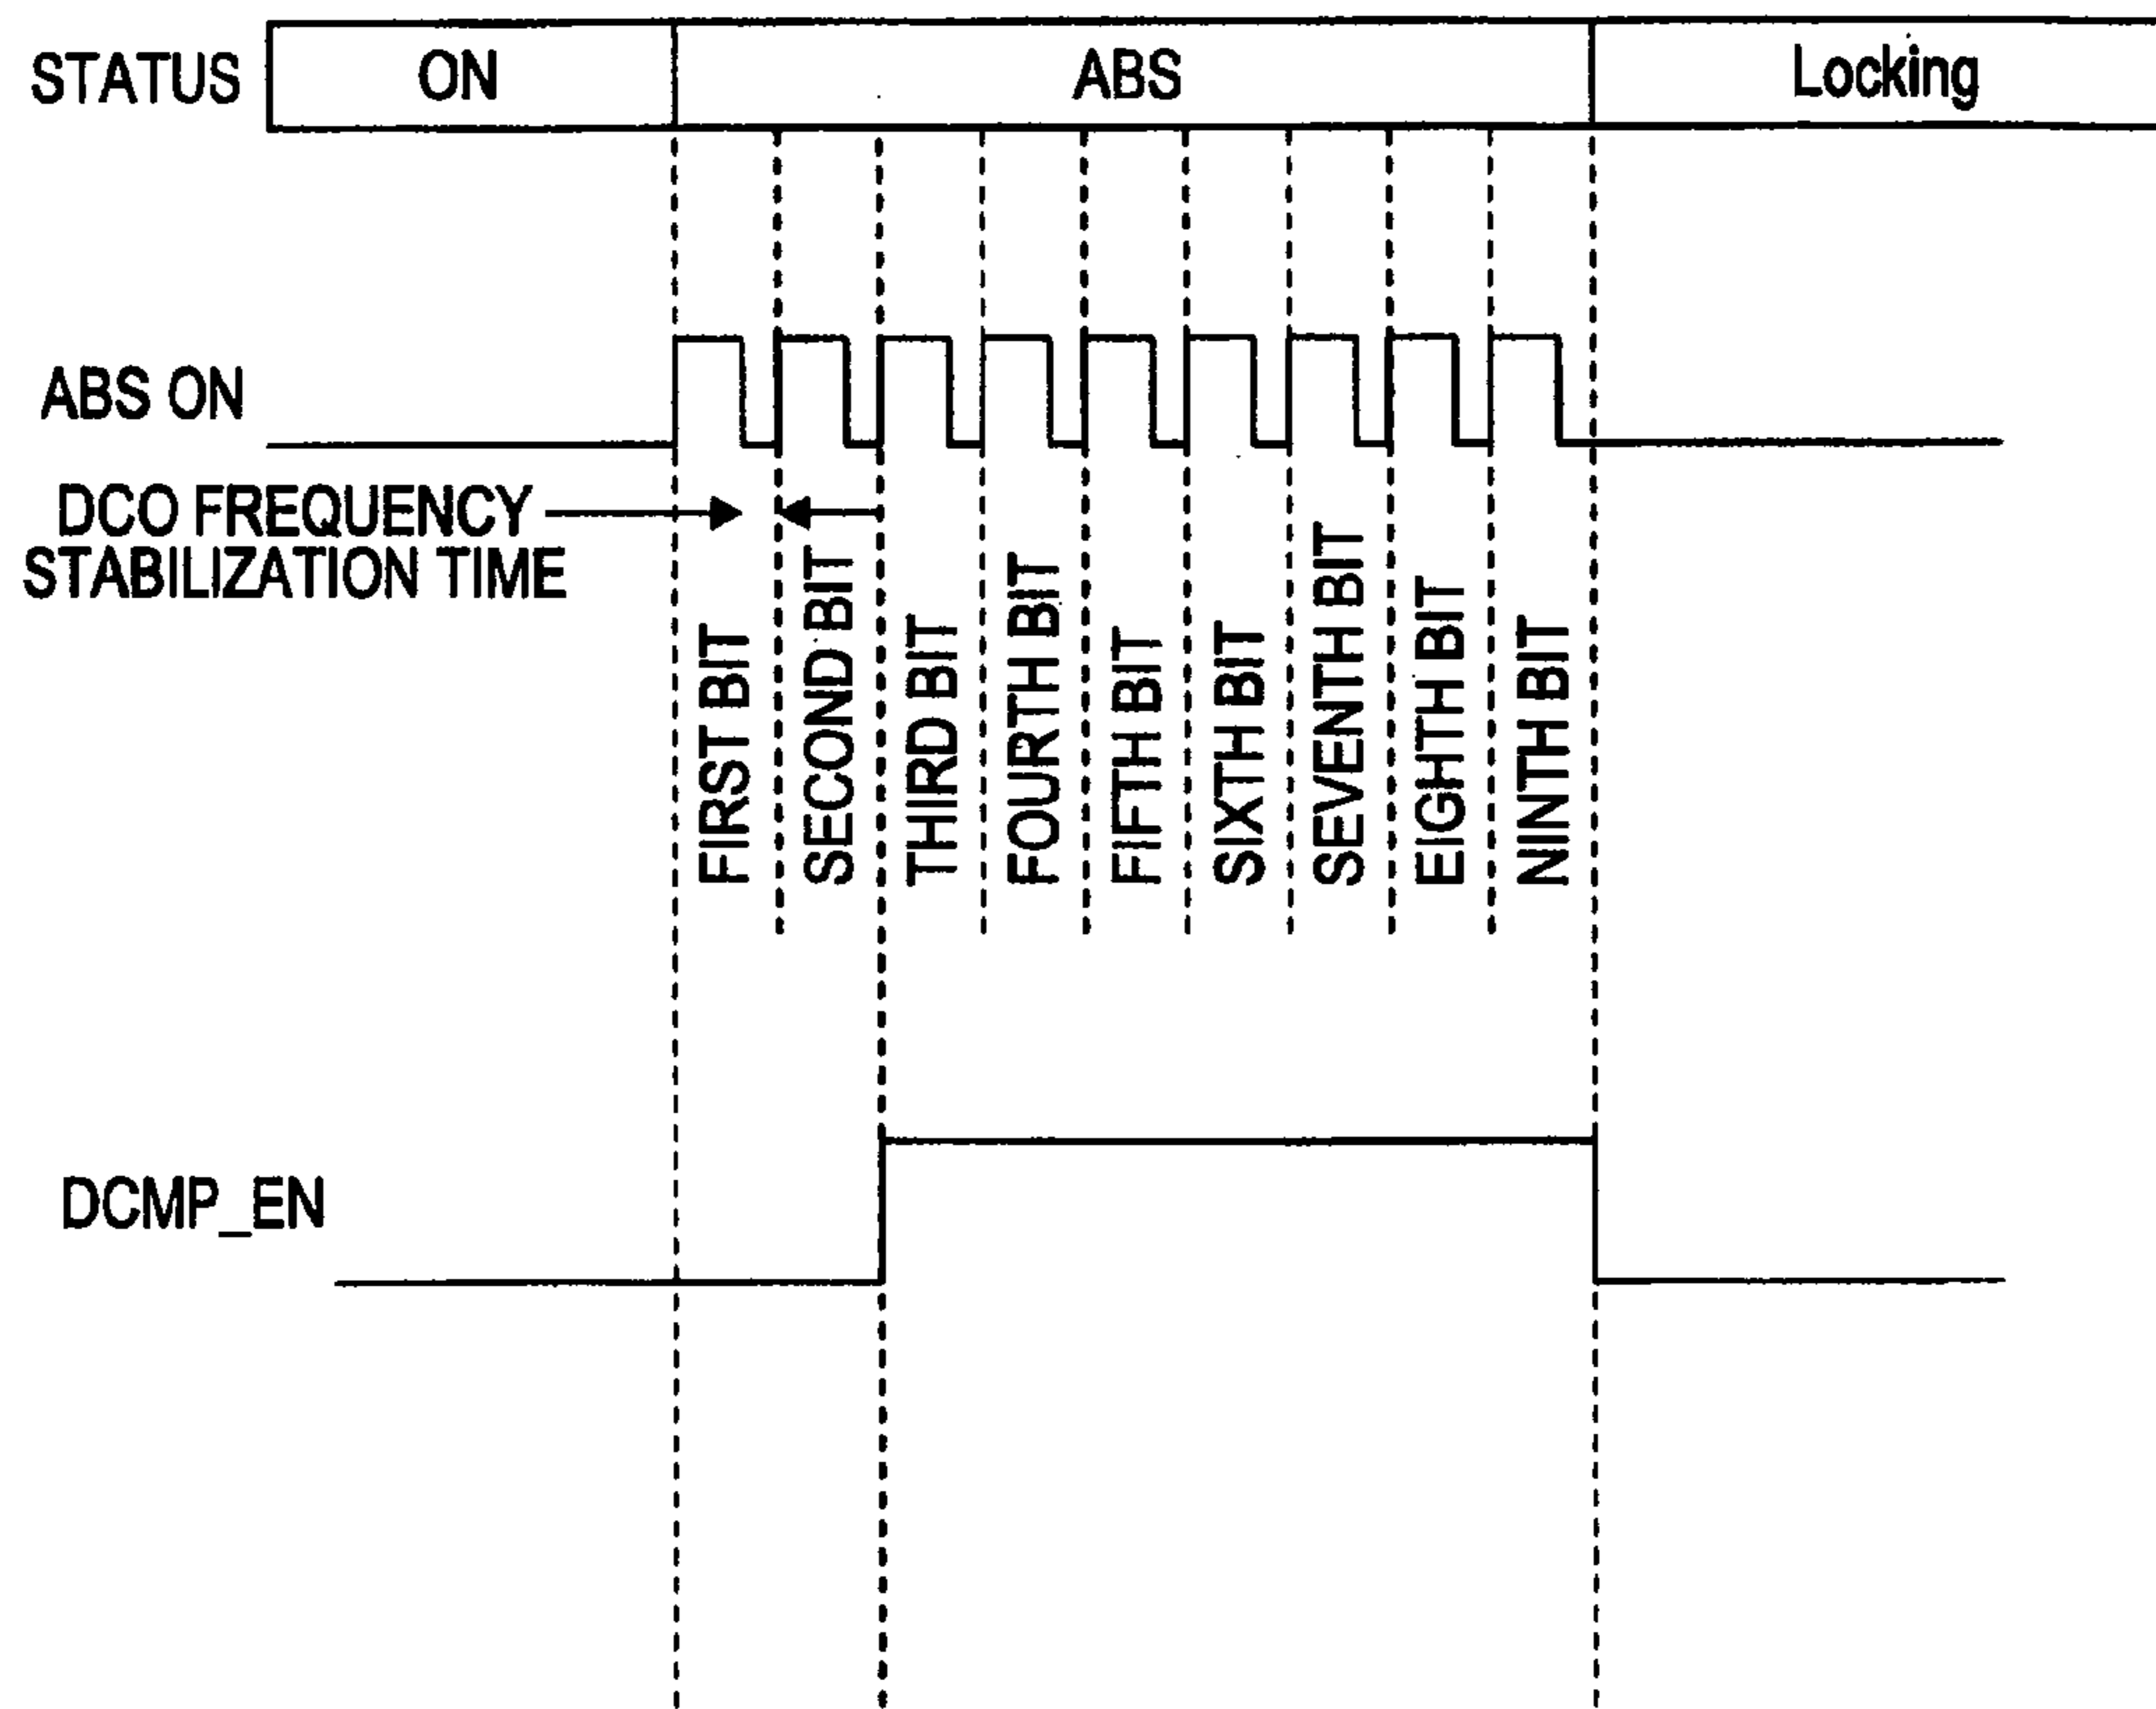 STATUS ON ABS Locking
ABS ON
DCO FREQUENCY
STABILIZATION TIME
FIRST BIT
SECOND BIT
THIRD BIT
FOURTH BIT
FIFTH BIT
SIXTH BIT
SEVENTH BIT
EIGHTH BIT
NINTH BIT
DCMP_EN